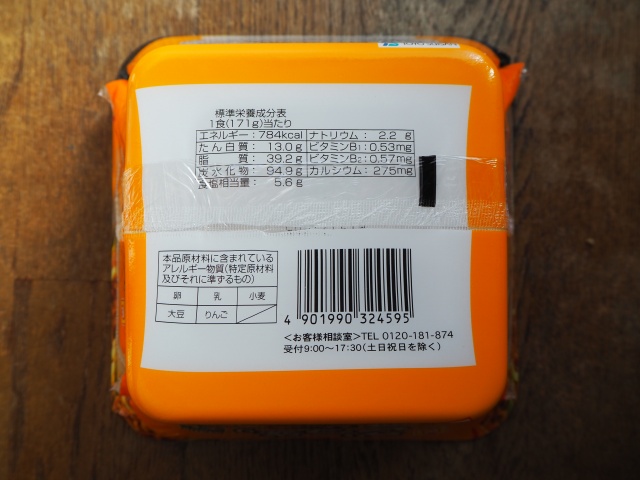 標準栄養成分表
1食(171g)当たり
エネルギー:784kcal ナトリウム: 2.2 g
たん白質: 13.0g ビタミンB1:0.53mg
脂 質: 39.2g ビタミンB2:0.57mg
炭水化物: 94.9g カルシウム:275mg
食塩相当量: 5.6g
本品原材料に含まれている
アレルギー物質(特定原材料
及びそれに準ずるもの)
卵 乳 小麦
大豆 りんご
4 901990 324595
<お客様相談室>TEL 0120-181-874
受付9:00〜17:30(土日祝日を除く)